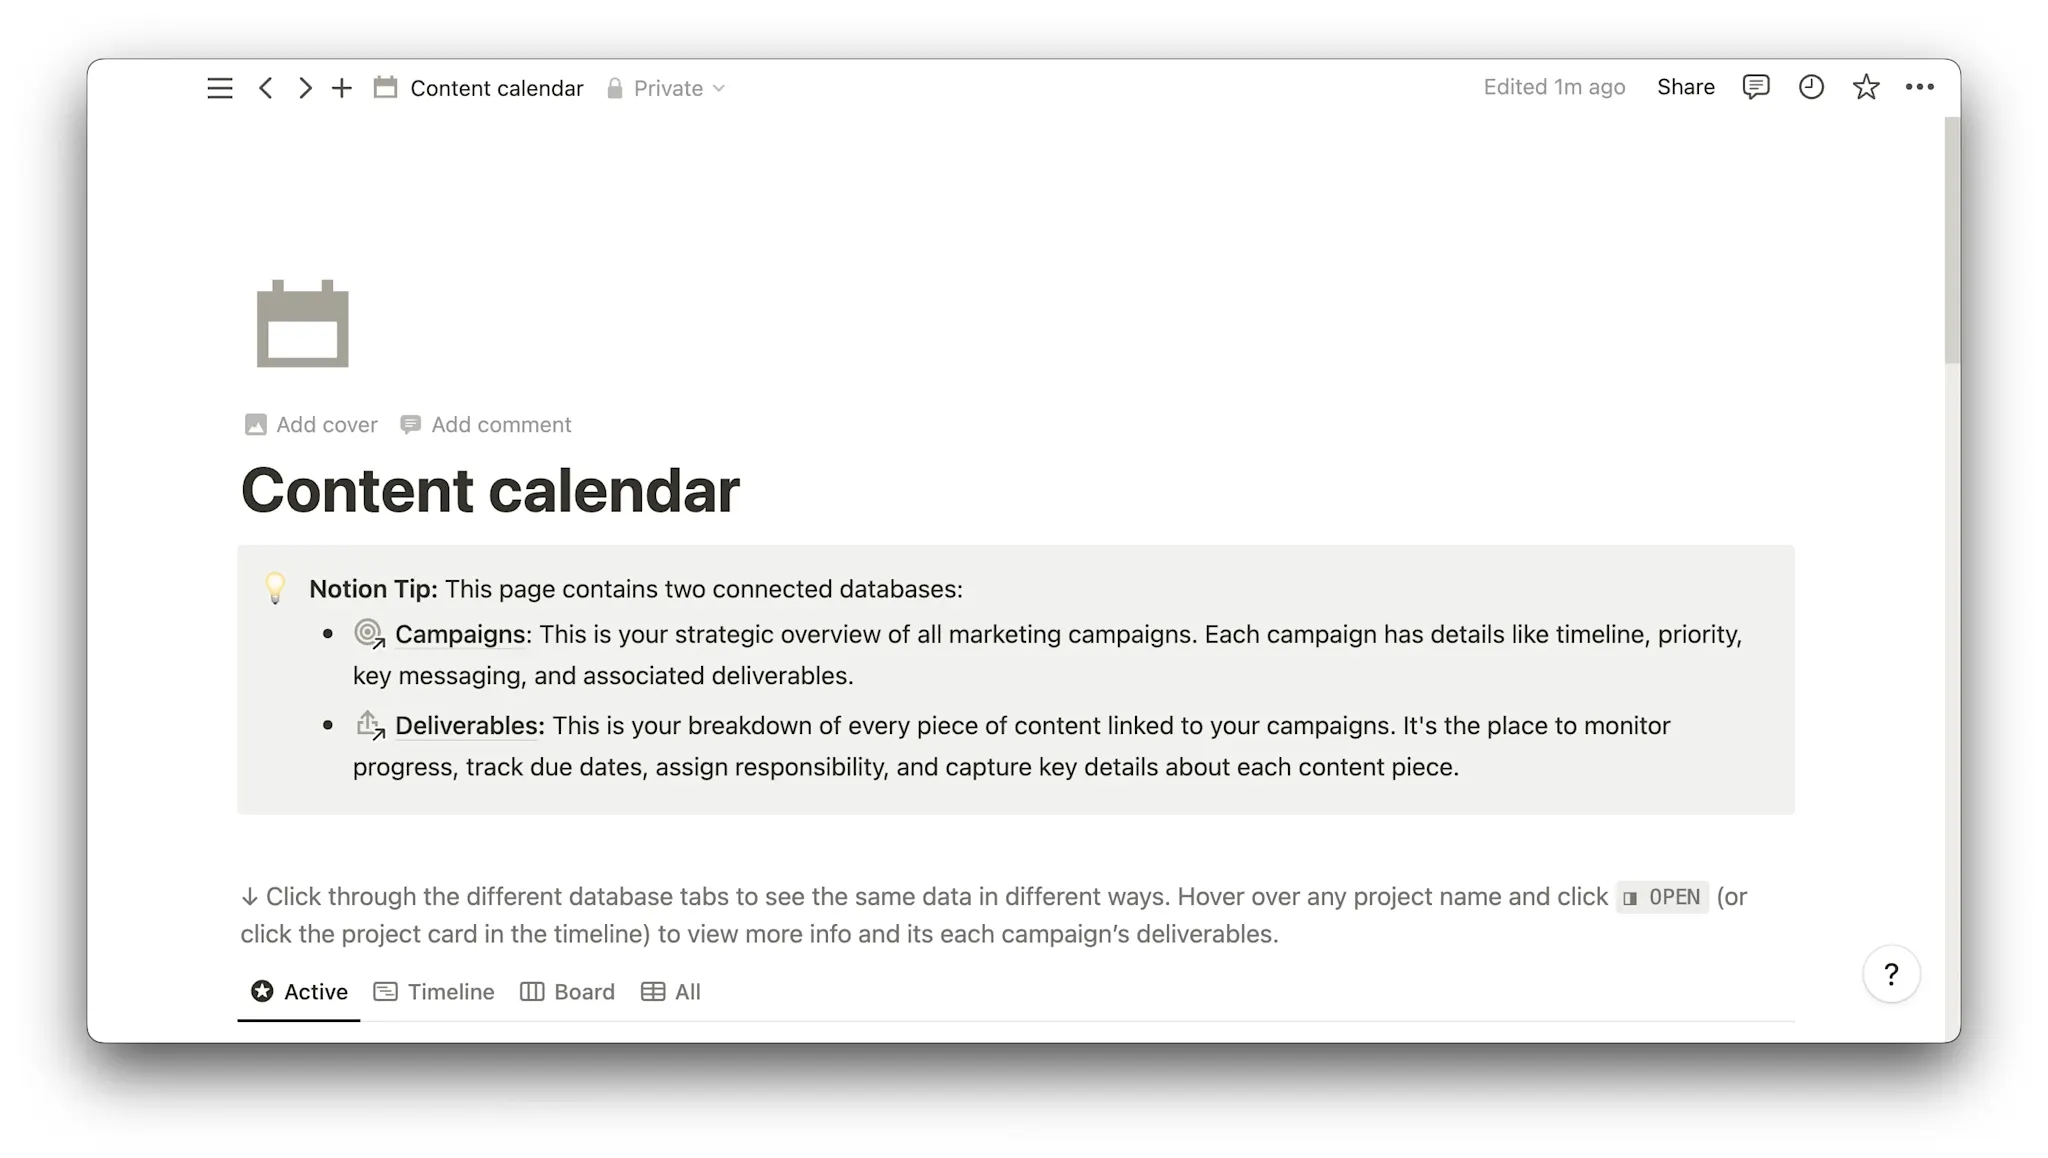 Content calendar Private
Edited 1m ago Share
Add cover Add comment
Content calendar
Notion Tip: This page contains two connected databases:
• Campaigns: This is your strategic overview of all marketing campaigns. Each campaign has details like timeline, priority,
key messaging, and associated deliverables.
• Deliverables: This is your breakdown of every piece of content linked to your campaigns. It's the place to monitor
progress, track due dates, assign responsibility, and capture key details about each content piece.
↓ Click through the different database tabs to see the same data in different ways. Hover over any project name and click OPEN (or
click the project card in the timeline) to view more info and its each campaign’s deliverables.
Active Timeline Board All
?